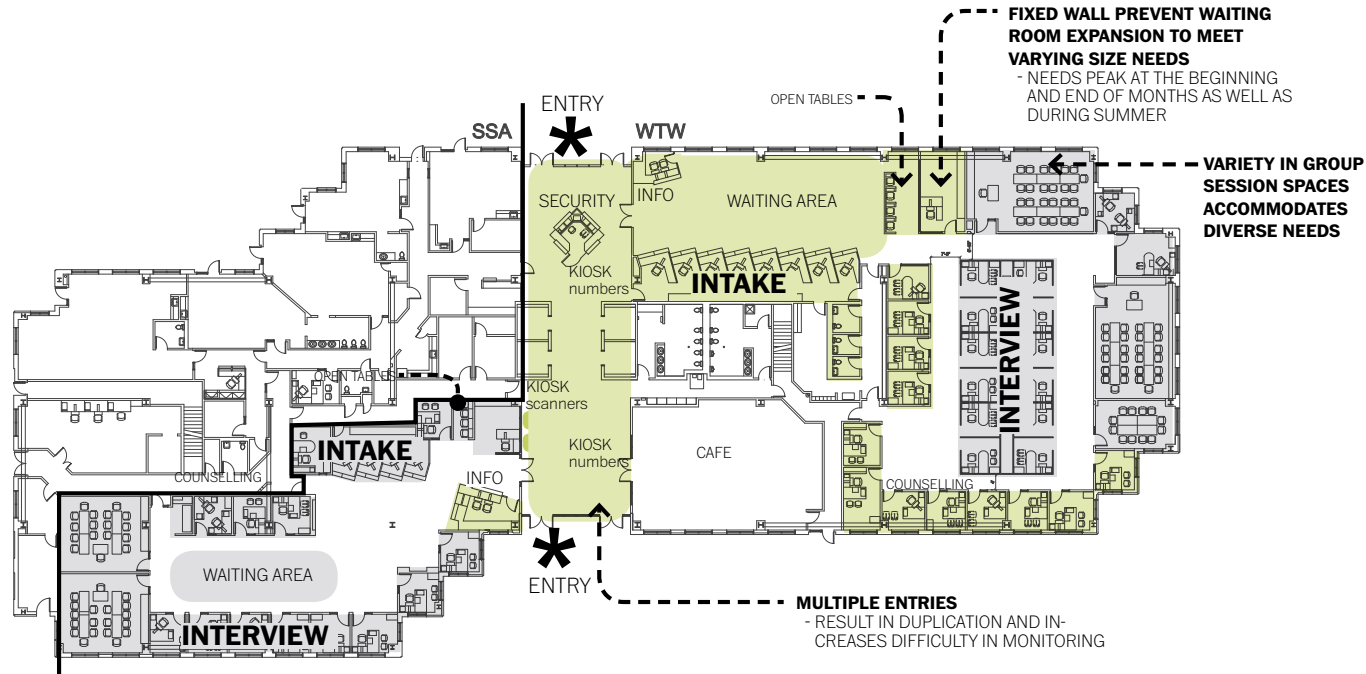 FIXED WALL PREVENT WAITING
ROOM EXPANSION TO MEET
VARYING SIZE NEEDS
- NEEDS PEAK AT THE BEGINNING
AND END OF MONTHS AS WELL AS
DURING SUMMER
OPEN TABLES
ENTRY
SSA
WTW
VARIETY IN GROUP
SESSION SPACES
ACCOMMODATES
DIVERSE NEEDS
SECURITY
INFO
WAITING AREA
KIOSK
numbers
INTAKE
INTERVIEW
OPEN TABLES
KIOSK
scanners
INTAKE
KIOSK
numbers
CAFE
COUNSELLING
INFO
COUNSELLING
WAITING AREA
ENTRY
INTERVIEW
MULTIPLE ENTRIES
- RESULT IN DUPLICATION AND IN-
CREASES DIFFICULTY IN MONITORING